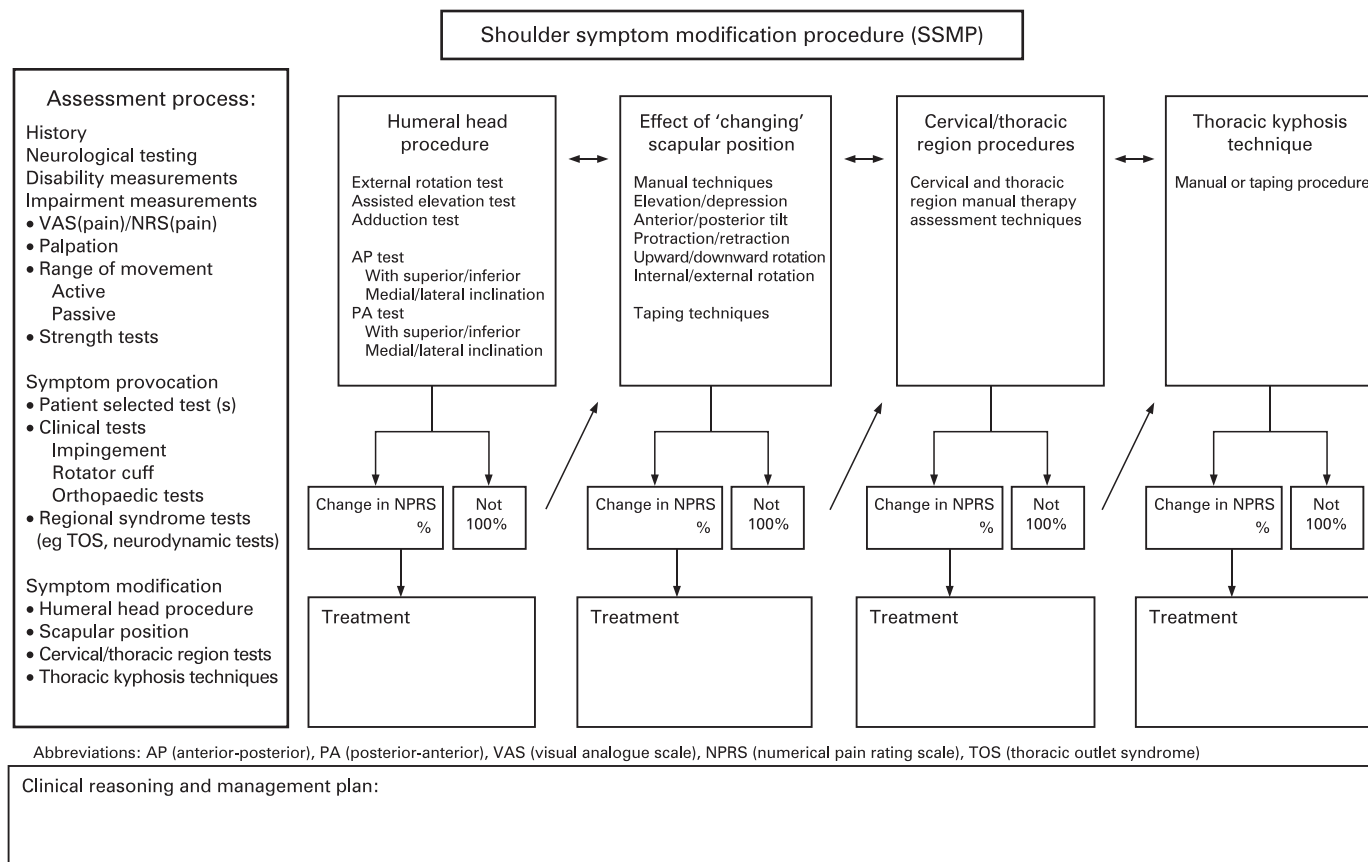 Shoulder symptom modification procedure (SSMP)
Assessment process:
History
Neurological testing
Disability measurements
Impairment measurements
• VAS(pain)/NRS(pain)
• Palpation
• Range of movement
Active
Passive
• Strength tests
Symptom provocation
• Patient selected test (s)
• Clinical tests
Impingement
Rotator cuff
Orthopaedic tests
• Regional syndrome tests
(eg TOS, neurodynamic tests)
Symptom modification
• Humeral head procedure
• Scapular position
• Cervical/thoracic region tests
• Thoracic kyphosis techniques
Humeral head
procedure
External rotation test
Assisted elevation test
Adduction test
AP test
With superior/inferior
Medial/lateral inclination
PA test
With superior/inferior
Medial/lateral inclination
Effect of ‘changing’
scapular position
Manual techniques
Elevation/depression
Anterior/posterior tilt
Protraction/retraction
Upward/downward rotation
Internal/external rotation
Taping techniques
Cervical/thoracic
region procedures
Cervical and thoracic
region manual therapy
assessment techniques
Thoracic kyphosis
technique
Manual or taping procedure
Change in NPRS
%
Not
100%
Change in NPRS
%
Not
100%
Change in NPRS
%
Not
100%
Change in NPRS
%
Not
100%
Treatment
Treatment
Treatment
Treatment
Abbreviations: AP (anterior-posterior), PA (posterior-anterior), VAS (visual analogue scale), NPRS (numerical pain rating scale), TOS (thoracic outlet syndrome)
Clinical reasoning and management plan: